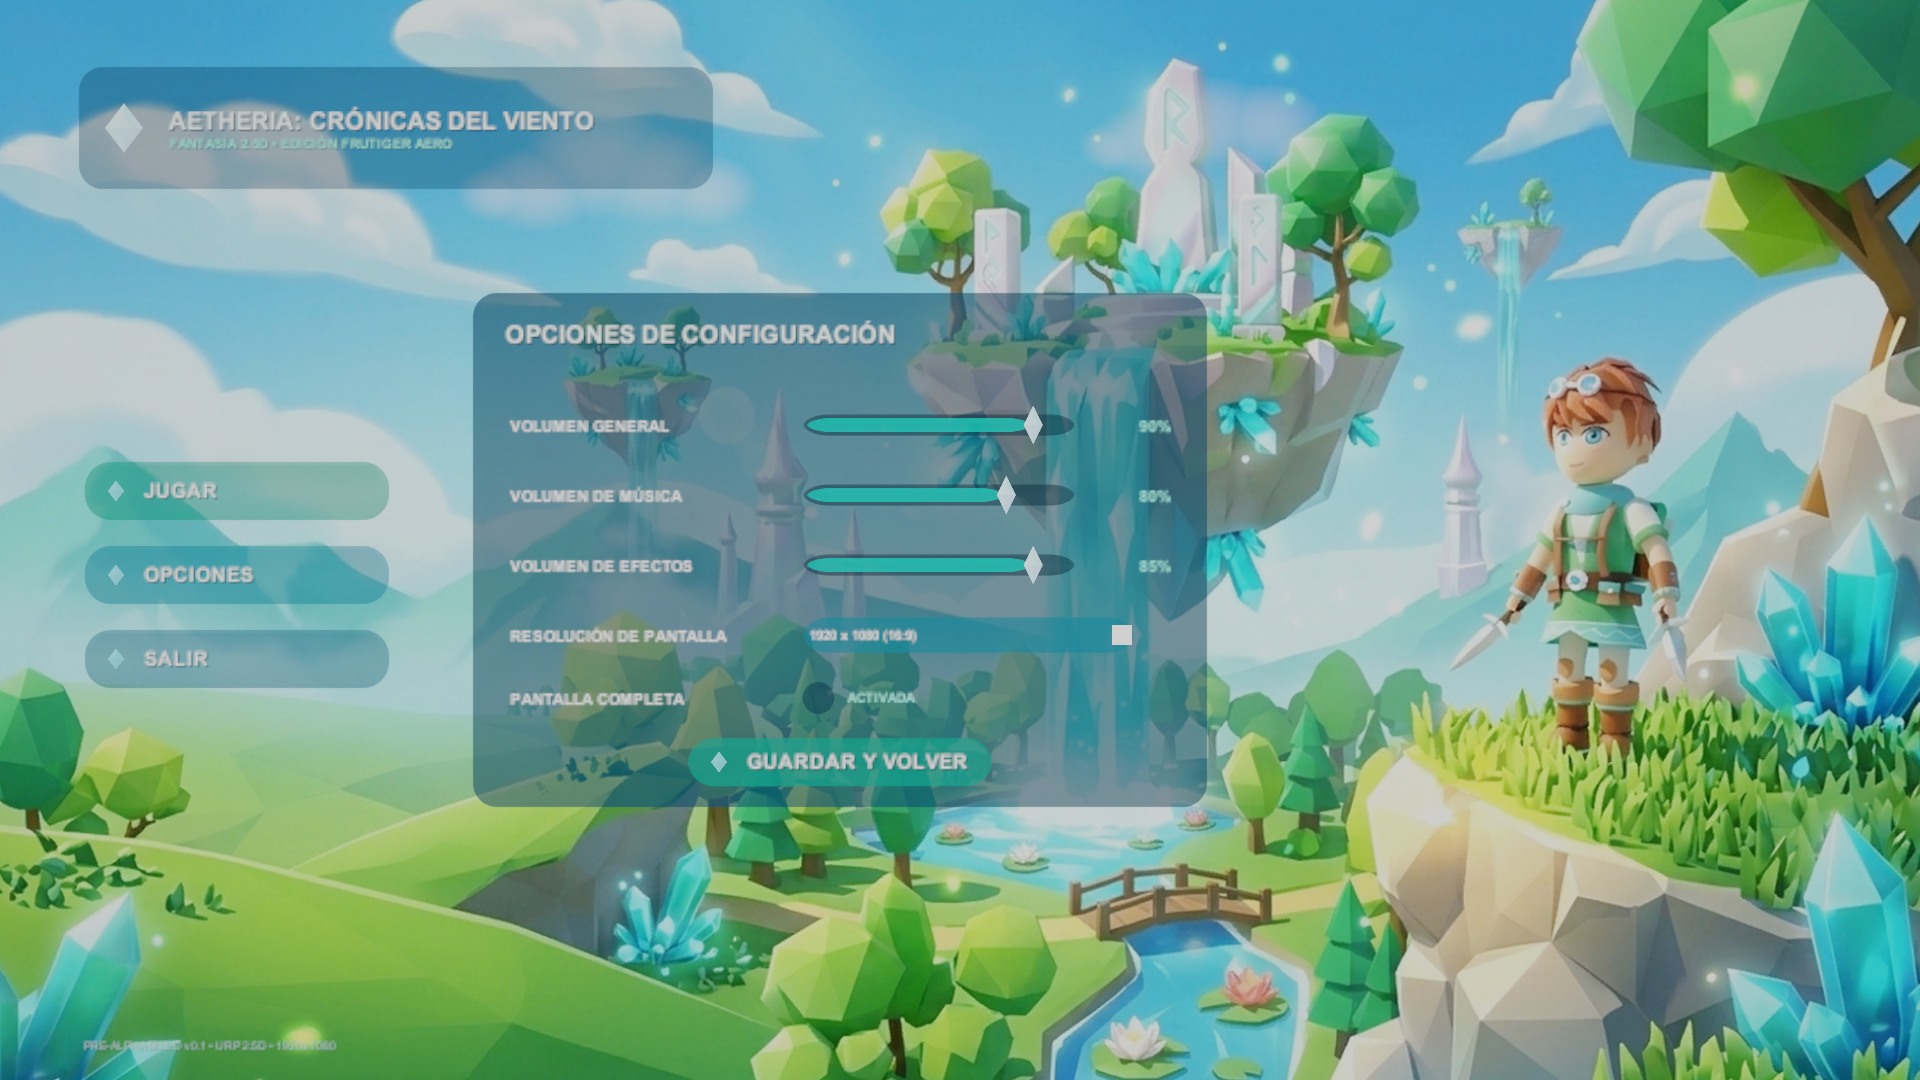 AETHERIA: CRÓNICAS DEL VIENTO
FANTASÍA 2.5D • EDICIÓN FRUTIGER AERO
OPCIONES DE CONFIGURACIÓN
VOLUMEN GENERAL 90%
VOLUMEN DE MÚSICA 80%
VOLUMEN DE EFECTOS 85%
RESOLUCIÓN DE PANTALLA 1920 x 1080 (16:9)
PANTALLA COMPLETA ACTIVADA
GUARDAR Y VOLVER
JUGAR
OPCIONES
SALIR
v0.1 • URP 2.5D •